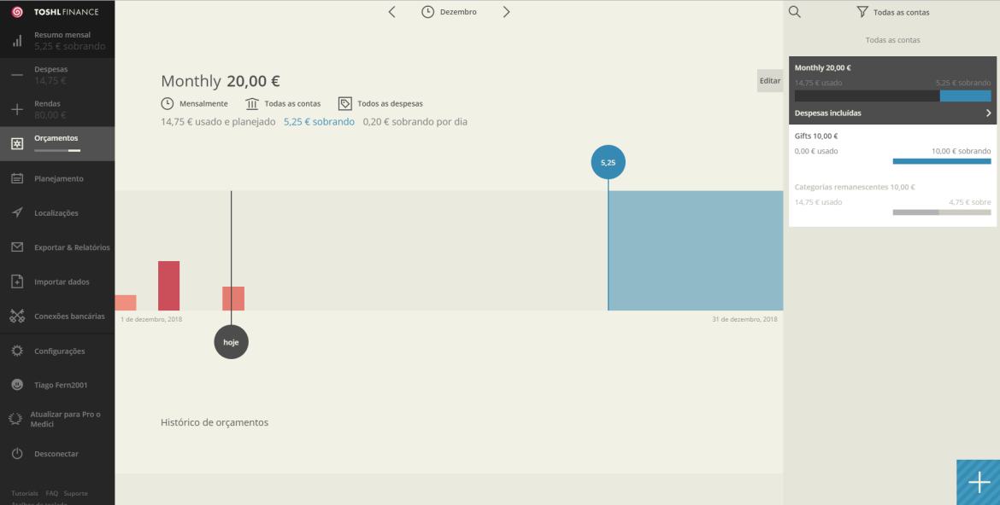 TOSHL FINANCE
Resumo mensal
5,25 € sobrando
Despesas
14,75 €
Rendas
80,00 €
Orçamentos
Planejamento
Localizações
Exportar & Relatórios
Importar dados
Conexões bancárias
Configurações
Tiago Fern2001
Atualizar para Pro o
Medici
Desconectar
Tutorials FAQ Suporte
Atalhos de teclado
Dezembro
Monthly 20,00 €
Editar
Mensalmente Todas as contas Todos as despesas
14,75 € usado e planejado 5,25 € sobrando 0,20 € sobrando por dia
5,25
1 de dezembro, 2018
31 de dezembro, 2018
hoje
Histórico de orçamentos
Todas as contas
Todas as contas
Monthly 20,00 €
14,75 € usado 5,25 € sobrando
Despesas incluídas
Gifts 10,00 €
0,00 € usado 10,00 € sobrando
Categorias remanescentes 10,00 €
14,75 € usado 4,75 € sobre